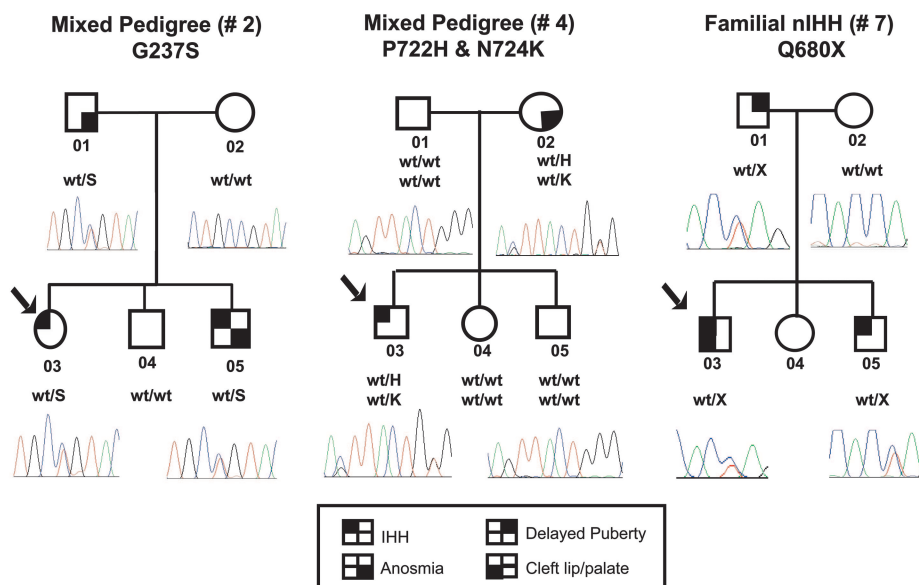 Mixed Pedigree (# 2)
G237S
01
02
wt/S
wt/wt
03
04
05
wt/S
wt/wt
wt/S
Mixed Pedigree (# 4)
P722H & N724K
01
02
wt/wt
wt/H
wt/wt
wt/K
03
04
05
wt/H
wt/wt
wt/wt
wt/K
wt/wt
wt/wt
Familial nIHH (# 7)
Q680X
01
02
wt/X
wt/wt
03
04
05
wt/X
wt/X
IHH
Delayed Puberty
Anosmia
Cleft lip/palate